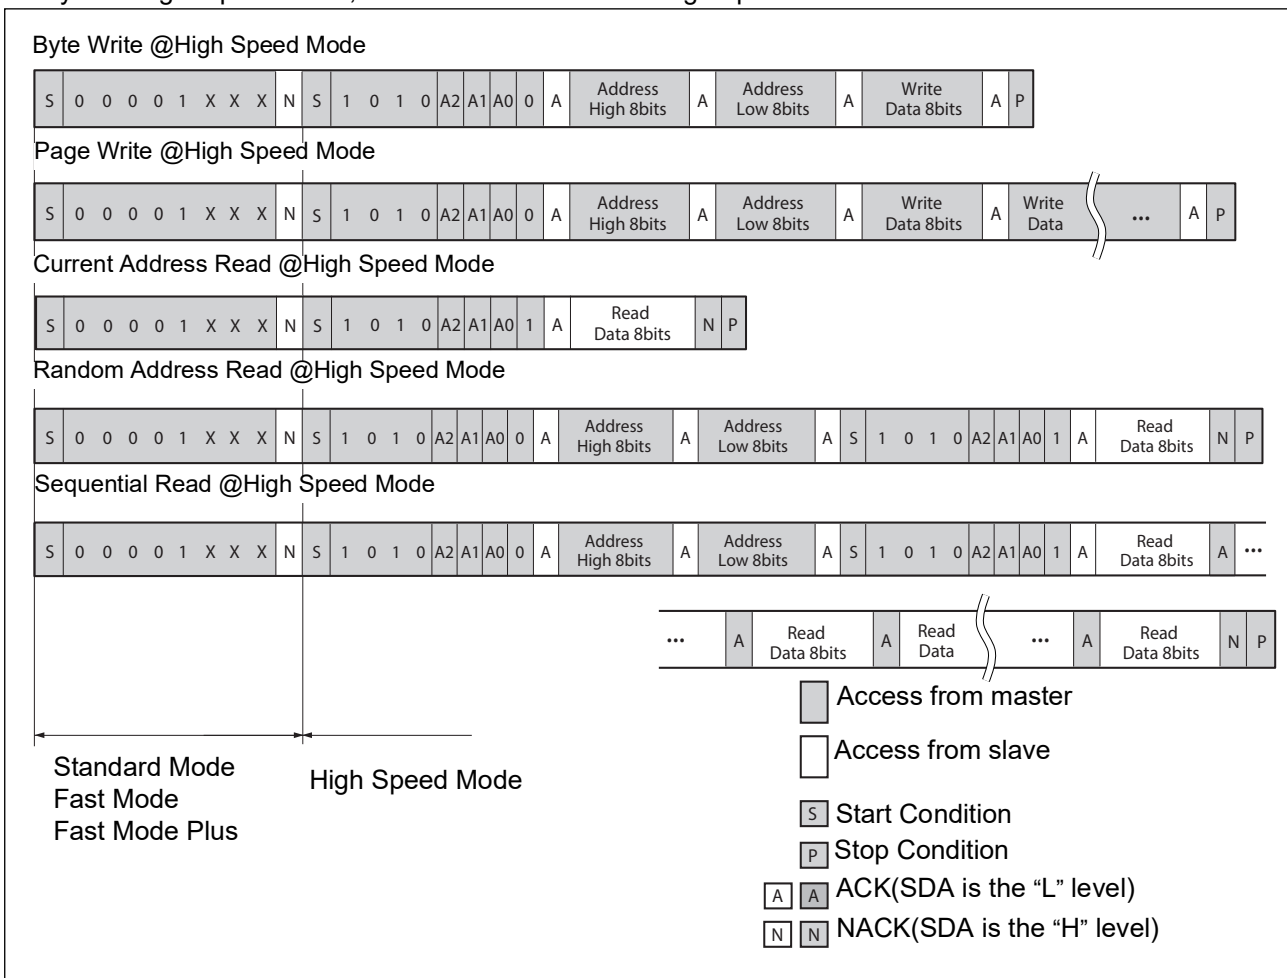 Byte Write @High Speed Mode
S 0 0 0 0 1 X X X N S 1 0 1 0 A2 A1 A0 0 A Address High 8bits A Address Low 8bits A Write Data 8bits A P
Page Write @High Speed Mode
S 0 0 0 0 1 X X X N S 1 0 1 0 A2 A1 A0 0 A Address High 8bits A Address Low 8bits A Write Data 8bits A Write Data ... A P
Current Address Read @High Speed Mode
S 0 0 0 0 1 X X X N S 1 0 1 0 A2 A1 A0 1 A Read Data 8bits N P
Random Address Read @High Speed Mode
S 0 0 0 0 1 X X X N S 1 0 1 0 A2 A1 A0 0 A Address High 8bits A Address Low 8bits A S 1 0 1 0 A2 A1 A0 1 A Read Data 8bits N P
Sequential Read @High Speed Mode
S 0 0 0 0 1 X X X N S 1 0 1 0 A2 A1 A0 0 A Address High 8bits A Address Low 8bits A S 1 0 1 0 A2 A1 A0 1 A Read Data 8bits A ...
... A Read Data 8bits A Read Data ... A Read Data 8bits N P
Access from master
Access from slave
Standard Mode
Fast Mode
Fast Mode Plus
High Speed Mode
S Start Condition
P Stop Condition
A A ACK(SDA is the “L” level)
N N NACK(SDA is the “H” level)